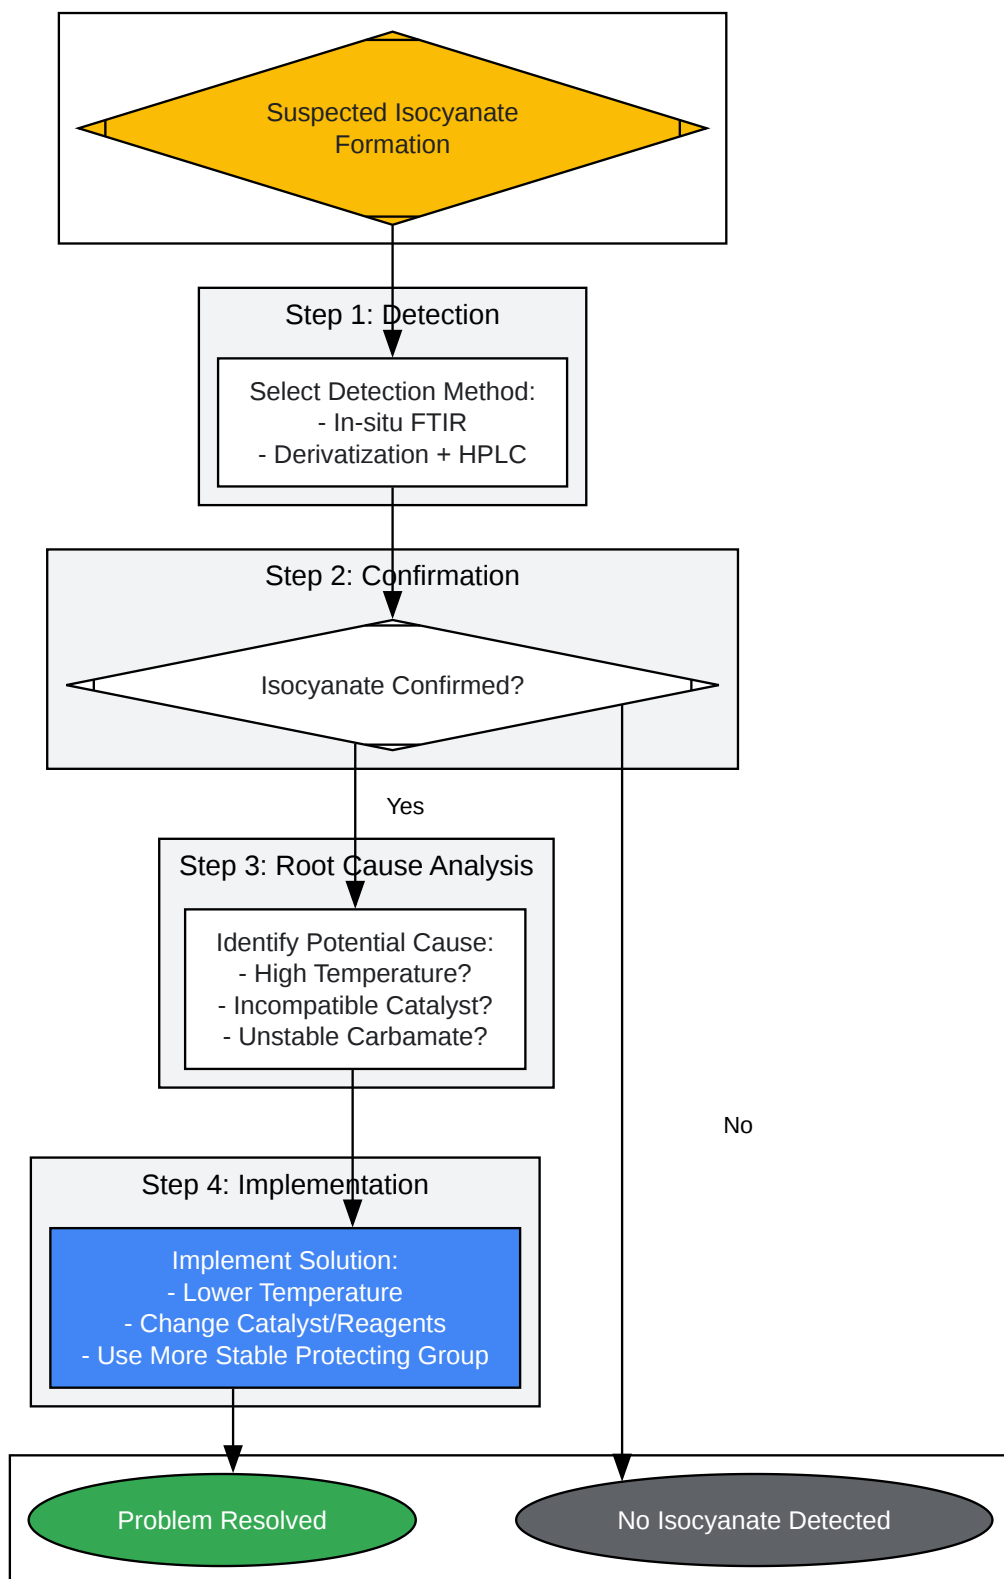 Suspected Isocyanate
Formation
Step 1: Detection
Select Detection Method:
- In-situ FTIR
- Derivatization + HPLC
Step 2: Confirmation
Isocyanate Confirmed?
Yes
Step 3: Root Cause Analysis
Identify Potential Cause:
- High Temperature?
- Incompatible Catalyst?
- Unstable Carbamate?
No
Step 4: Implementation
Implement Solution:
- Lower Temperature
- Change Catalyst/Reagents
- Use More Stable Protecting Group
Problem Resolved
No Isocyanate Detected